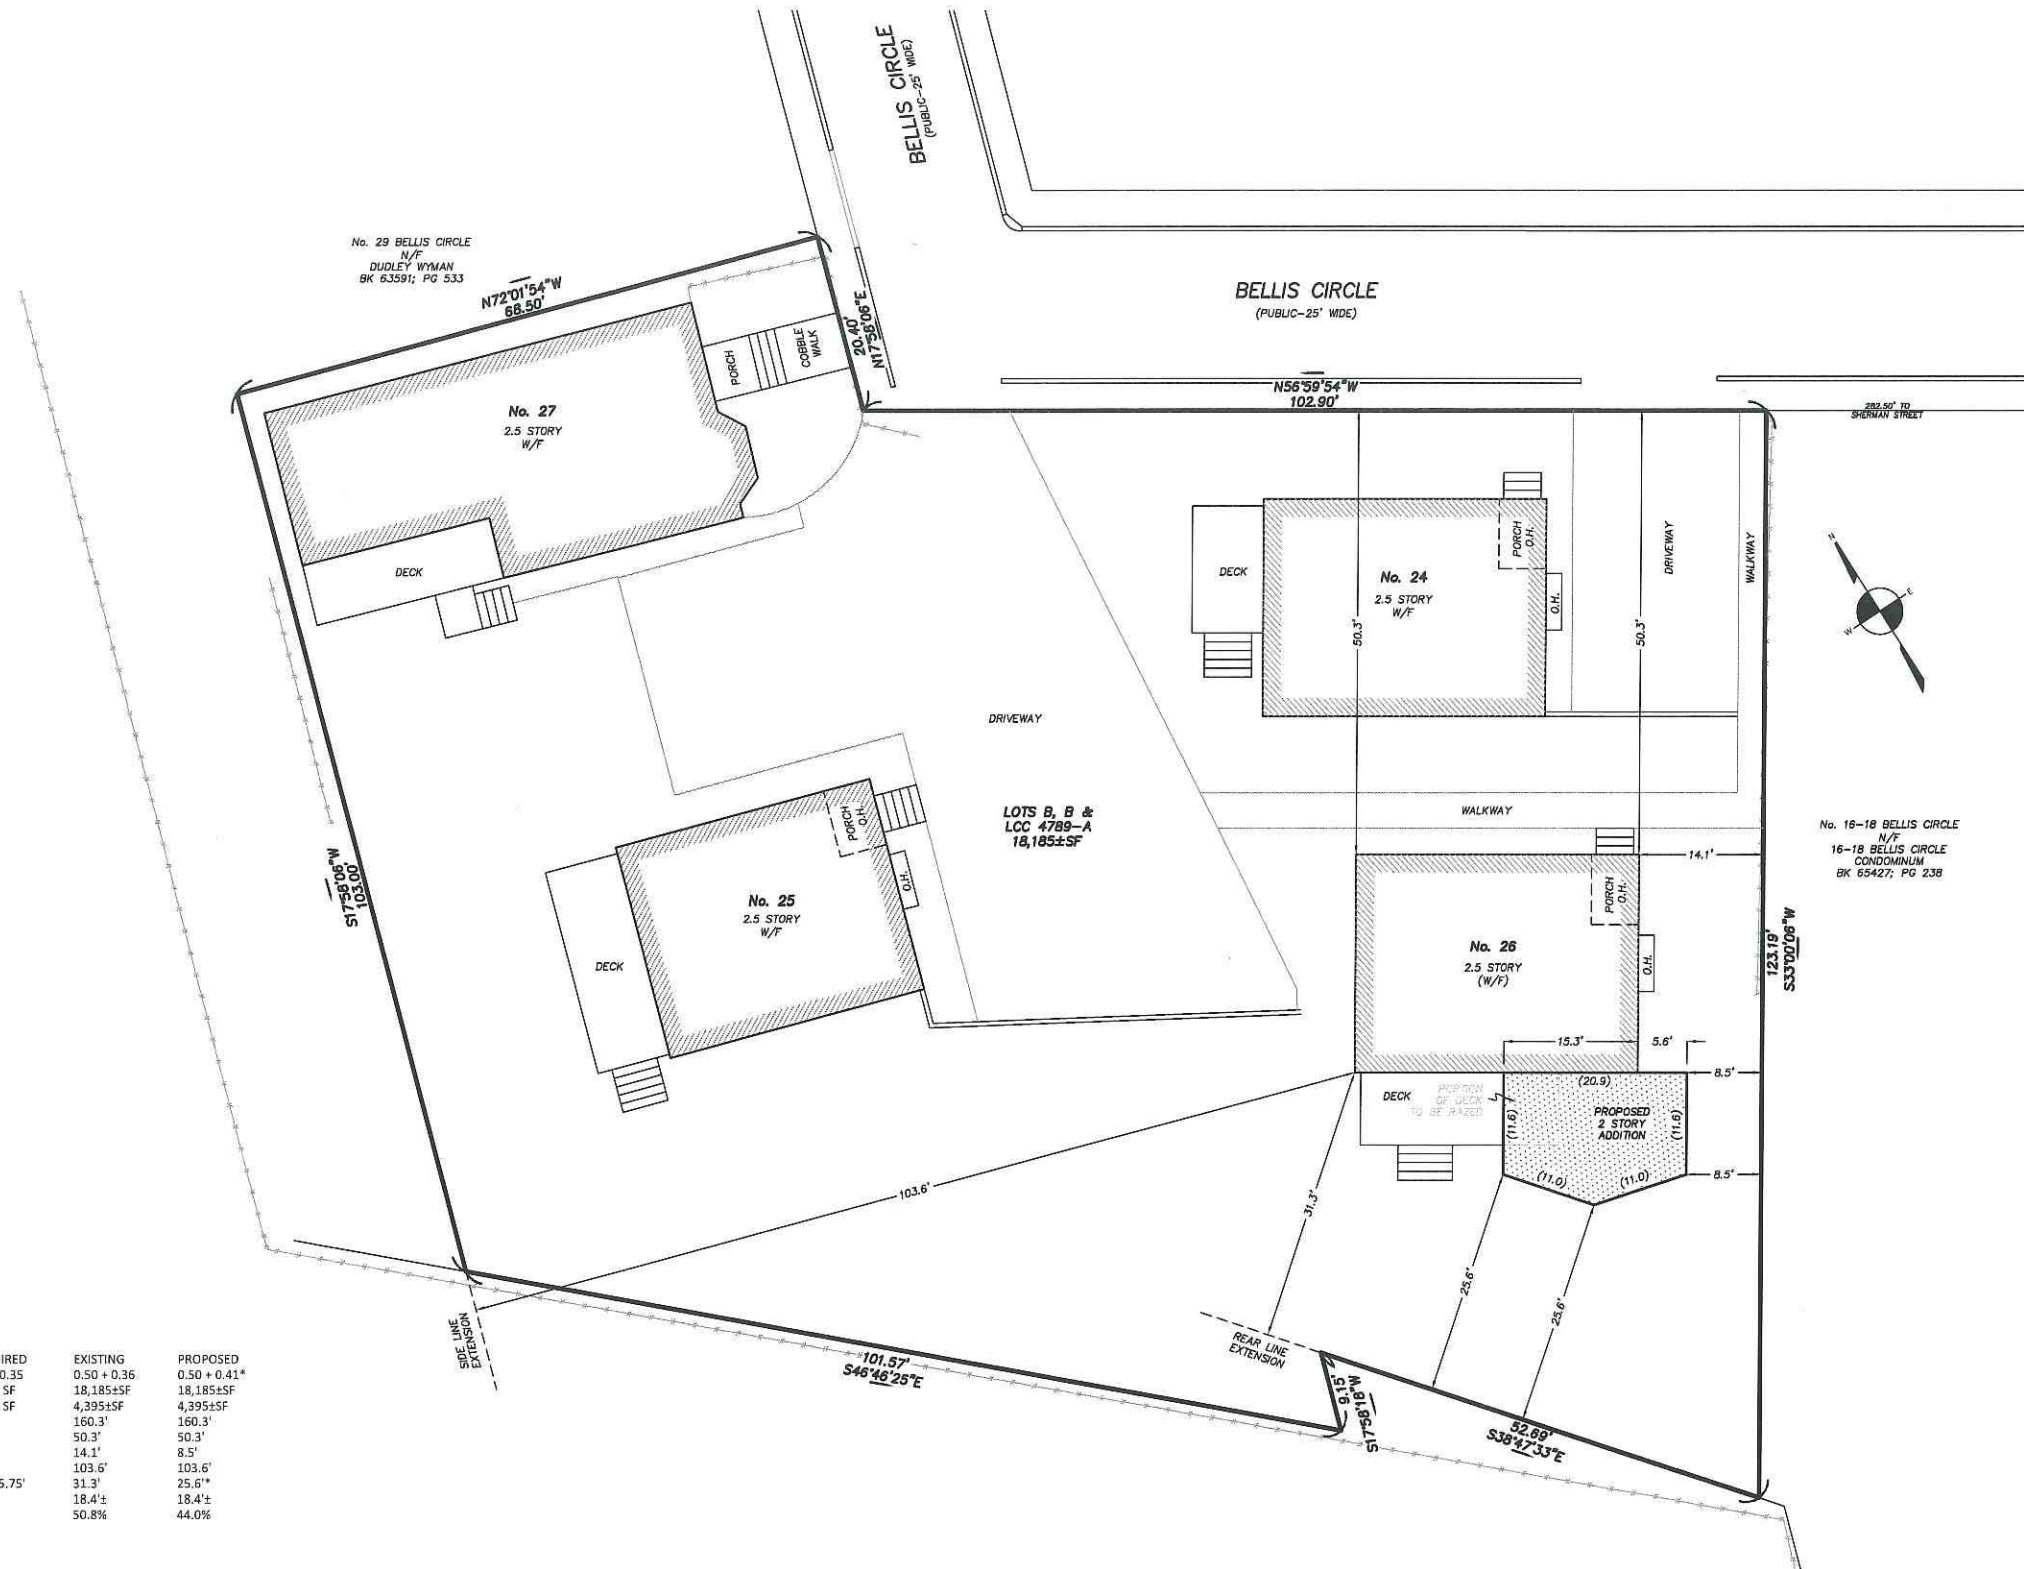 BELLIS CIRCLE
(PUBLIC-25' WIDE)
No. 29 BELLIS CIRCLE
N/F
DUDLEY WYMAN
BK 63591; PG 533
N72°01'54"W
68.50'
BELLIS CIRCLE
(PUBLIC-25' WIDE)
20.40'
N17°58'06"E
PORCH
COBBLE
WALK
N56°59'54"W
102.90'
282.50' TO
SHERMAN STREET
No. 27
2.5 STORY
W/F
DECK
DECK
No. 24
2.5 STORY
W/F
PORCH
O.H.
O.H.
DRIVEWAY
WALKWAY
N
E
W
50.3'
50.3'
DRIVEWAY
LOTS B, B &
LCC 4789-A
18,185±SF
WALKWAY
No. 16-18 BELLIS CIRCLE
N/F
16-18 BELLIS CIRCLE
CONDOMINUM
BK 65427; PG 238
S17°58'06"W
103.00'
PORCH
O.H.
O.H.
No. 25
2.5 STORY
W/F
DECK
14.1'
PORCH
O.H.
O.H.
No. 26
2.5 STORY
(W/F)
123.19'
S33°00'06"W
15.3'
5.6'
8.5'
(20.9)
DECK
PORTION
OF DECK
TO BE RAZED
(11.6)
PROPOSED
2 STORY
ADDITION
(11.6)
(11.0)
(11.0)
8.5'
103.6'
31.3'
25.6'
25.6'
SIDE LINE
EXTENSION
REAR LINE
EXTENSION
101.57'
S46°46'25"E
9.15'
S17°58'18"W
52.69'
S38°47'33"E
IRED EXISTING PROPOSED
0.35 0.50 + 0.36 0.50 + 0.41*
SF 18,185±SF 18,185±SF
SF 4,395±SF 4,395±SF
160.3' 160.3'
50.3' 50.3'
14.1' 8.5'
103.6' 103.6'
5.75' 31.3' 25.6'*
18.4'± 18.4'±
50.8% 44.0%